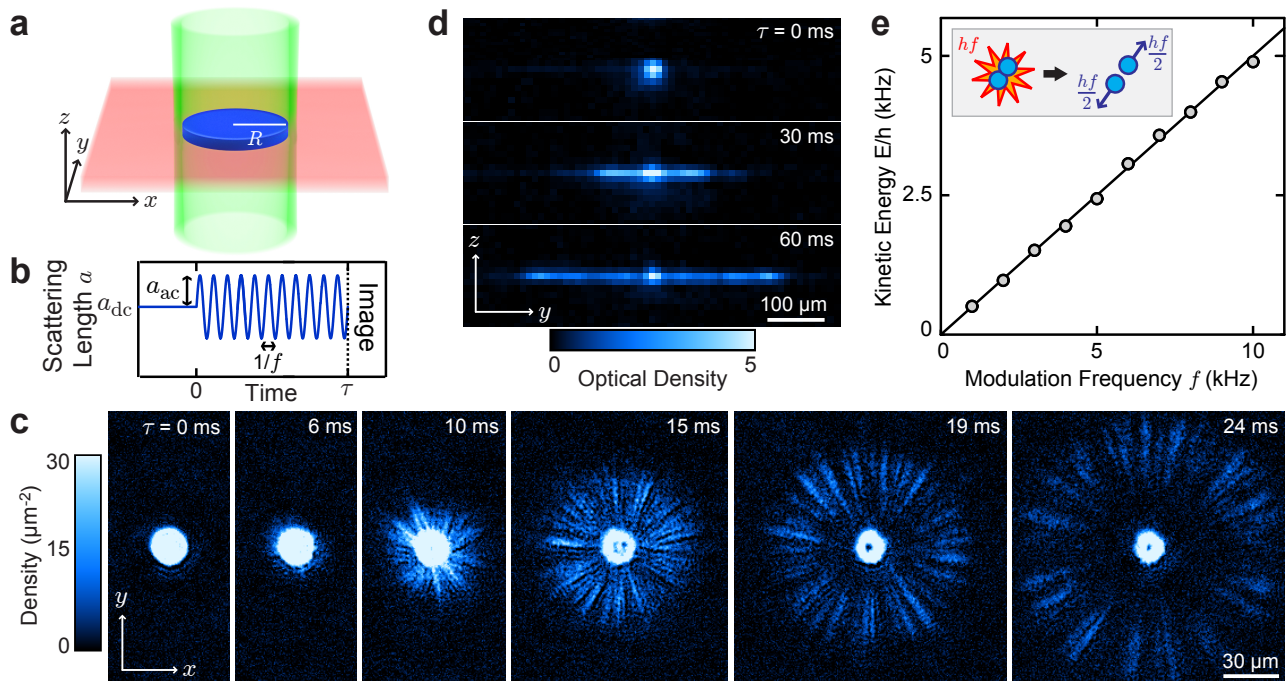 a
z
y
x
R
b
Scattering
Length a
a_dc
a_ac
1/f
0
Time
τ
Image
c
Density (μm⁻²)
30
15
0
τ = 0 ms
6 ms
10 ms
15 ms
19 ms
24 ms
y
x
30 μm
d
τ = 0 ms
30 ms
60 ms
z
y
100 μm
0
5
Optical Density
e
Kinetic Energy E/h (kHz)
5
2.5
0
hf
hf/2
hf/2
0
5
10
Modulation Frequency f (kHz)